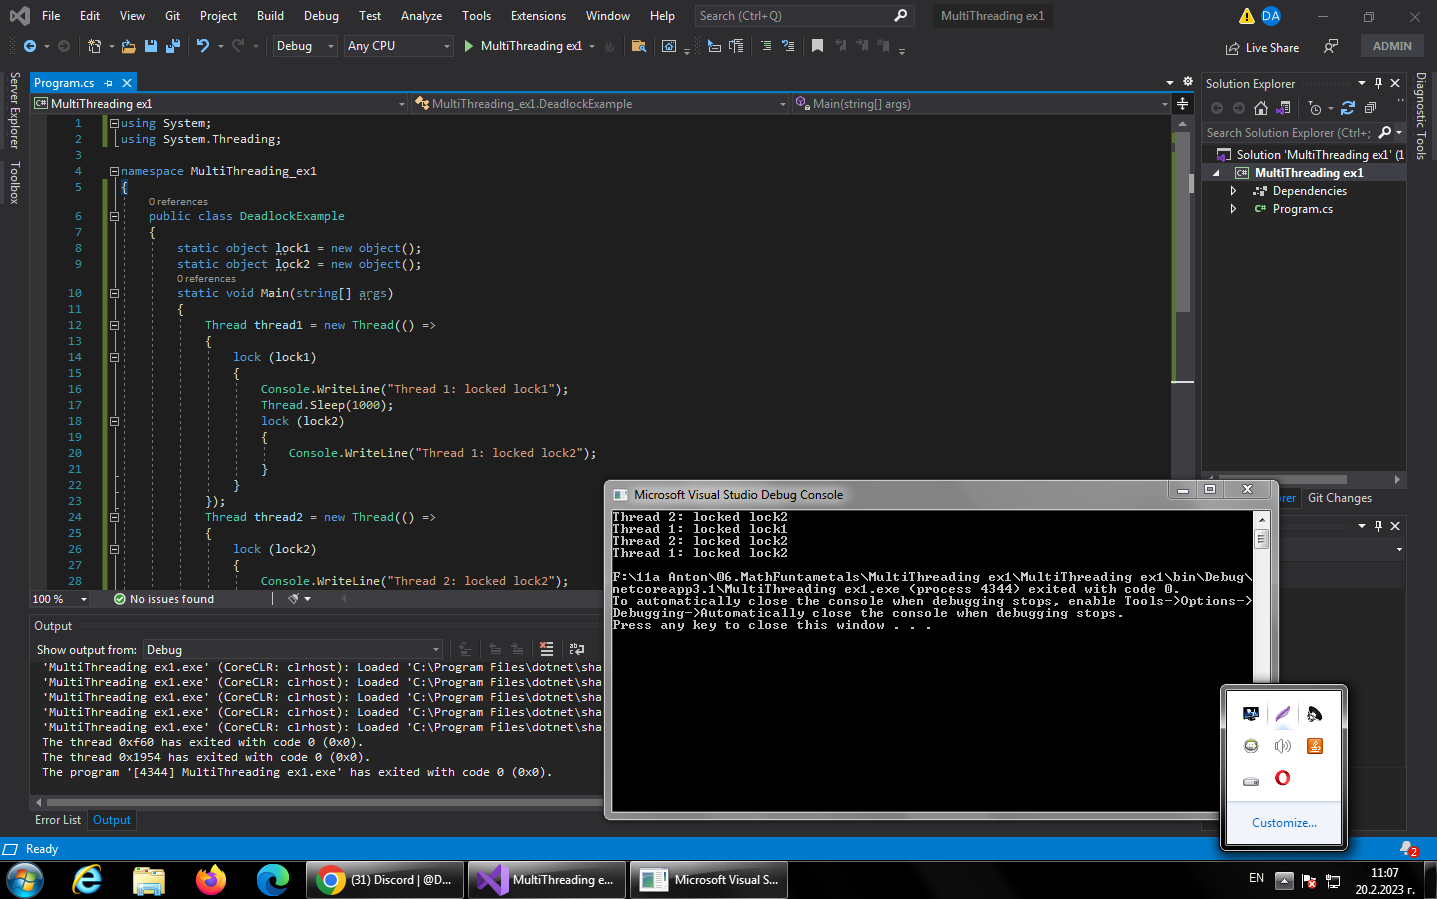 File Edit View Git Project Build Debug Test Analyze Tools Extensions Window Help Search (Ctrl+Q) MultiThreading ex1 DA
Debug Any CPU MultiThreading ex1 Live Share ADMIN
Server Explorer
Toolbox
Program.cs
MultiThreading ex1 MultiThreading_ex1.DeadlockExample Main(string[] args)
1 using System;
2 using System.Threading;
3
4 namespace MultiThreading_ex1
5 {
0 references
6 public class DeadlockExample
7 {
8 static object lock1 = new object();
9 static object lock2 = new object();
0 references
10 static void Main(string[] args)
11 {
12 Thread thread1 = new Thread(() =>
13 {
14 lock (lock1)
15 {
16 Console.WriteLine("Thread 1: locked lock1");
17 Thread.Sleep(1000);
18 lock (lock2)
19 {
20 Console.WriteLine("Thread 1: locked lock2");
21 }
22 }
23 });
24 Thread thread2 = new Thread(() =>
25 {
26 lock (lock2)
27 {
28 Console.WriteLine("Thread 2: locked lock2");
100 % No issues found
Output
Show output from: Debug
'MultiThreading ex1.exe' (CoreCLR: clrhost): Loaded 'C:\Program Files\dotnet\sha
'MultiThreading ex1.exe' (CoreCLR: clrhost): Loaded 'C:\Program Files\dotnet\sha
'MultiThreading ex1.exe' (CoreCLR: clrhost): Loaded 'C:\Program Files\dotnet\sha
'MultiThreading ex1.exe' (CoreCLR: clrhost): Loaded 'C:\Program Files\dotnet\sha
'MultiThreading ex1.exe' (CoreCLR: clrhost): Loaded 'C:\Program Files\dotnet\sha
The thread 0xf60 has exited with code 0 (0x0).
The thread 0x1954 has exited with code 0 (0x0).
The program '[4344] MultiThreading ex1.exe' has exited with code 0 (0x0).
Error List Output
Solution Explorer
Search Solution Explorer (Ctrl+;
Solution 'MultiThreading ex1' (1
MultiThreading ex1
Dependencies
Program.cs
Git Changes
Diagnostic Tools
Microsoft Visual Studio Debug Console
Thread 2: locked lock2
Thread 1: locked lock1
Thread 2: locked lock2
Thread 1: locked lock2
F:\11a Anton\06.MathFuntametals\MultiThreading ex1\MultiThreading ex1\bin\Debug\
netcoreapp3.1\MultiThreading ex1.exe (process 4344) exited with code 0.
To automatically close the console when debugging stops, enable Tools->Options->
Debugging->Automatically close the console when debugging stops.
Press any key to close this window . . .
Customize...
Ready 2
(31) Discord | @D... MultiThreading e... Microsoft Visual S... EN 11:07
20.2.2023 г.